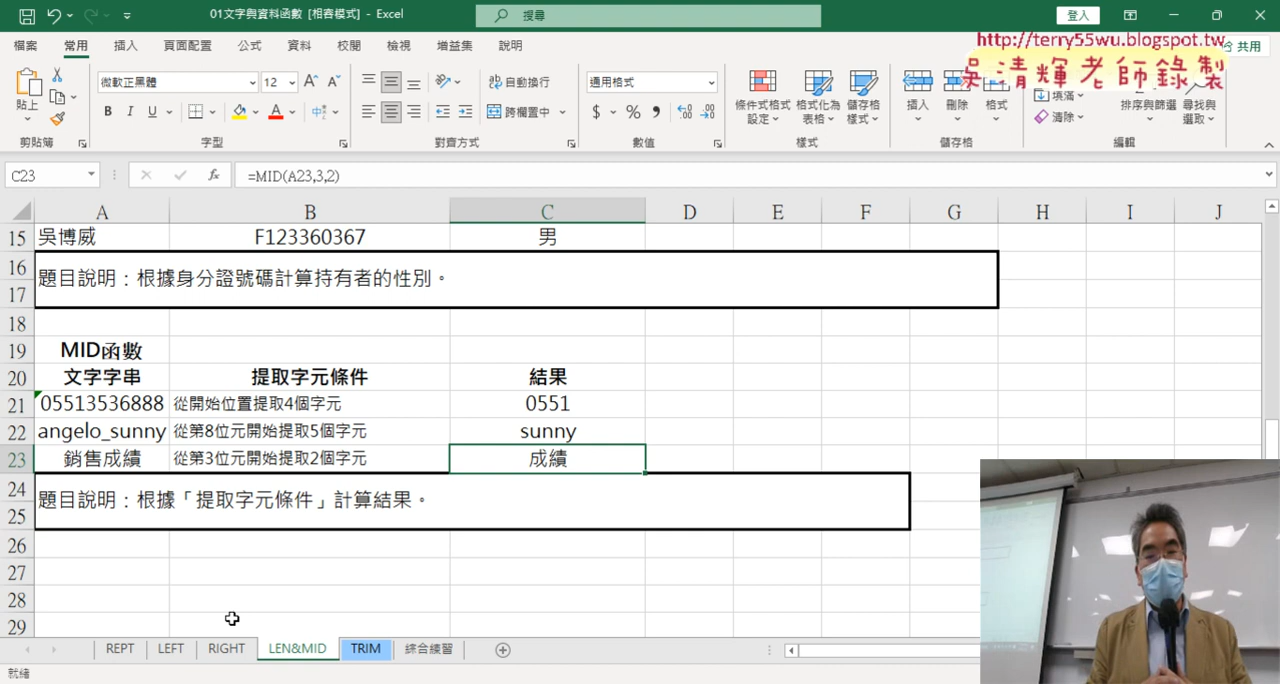 01文字與資料函數 [相容模式] - Excel
搜尋
登入
檔案 常用 插入 頁面配置 公式 資料 校閱 檢視 增益集 說明
共用
http://terry55wu.blogspot.tw
吳清輝老師錄製
貼上
微軟正黑體 12
B I U
自動換行
跨欄置中
通用格式
$ % ,
條件式格式設定
格式化為表格
儲存格樣式
插入 刪除 格式
填滿
清除
排序與篩選
尋找與選取
剪貼簿 字型 對齊方式 數值 樣式 儲存格 編輯
C23 fx =MID(A23,3,2)
A B C D E F G H I J
15 吳博威 F123360367 男
16
題目說明：根據身分證號碼計算持有者的性別。
17
18
19 MID函數
20 文字字串 提取字元條件 結果
21 05513536888 從開始位置提取4個字元 0551
22 angelo_sunny 從第8位元開始提取5個字元 sunny
23 銷售成績 從第3位元開始提取2個字元 成績
24
題目說明：根據「提取字元條件」計算結果。
25
26
27
28
29
REPT LEFT RIGHT LEN&MID TRIM 綜合練習
就緒